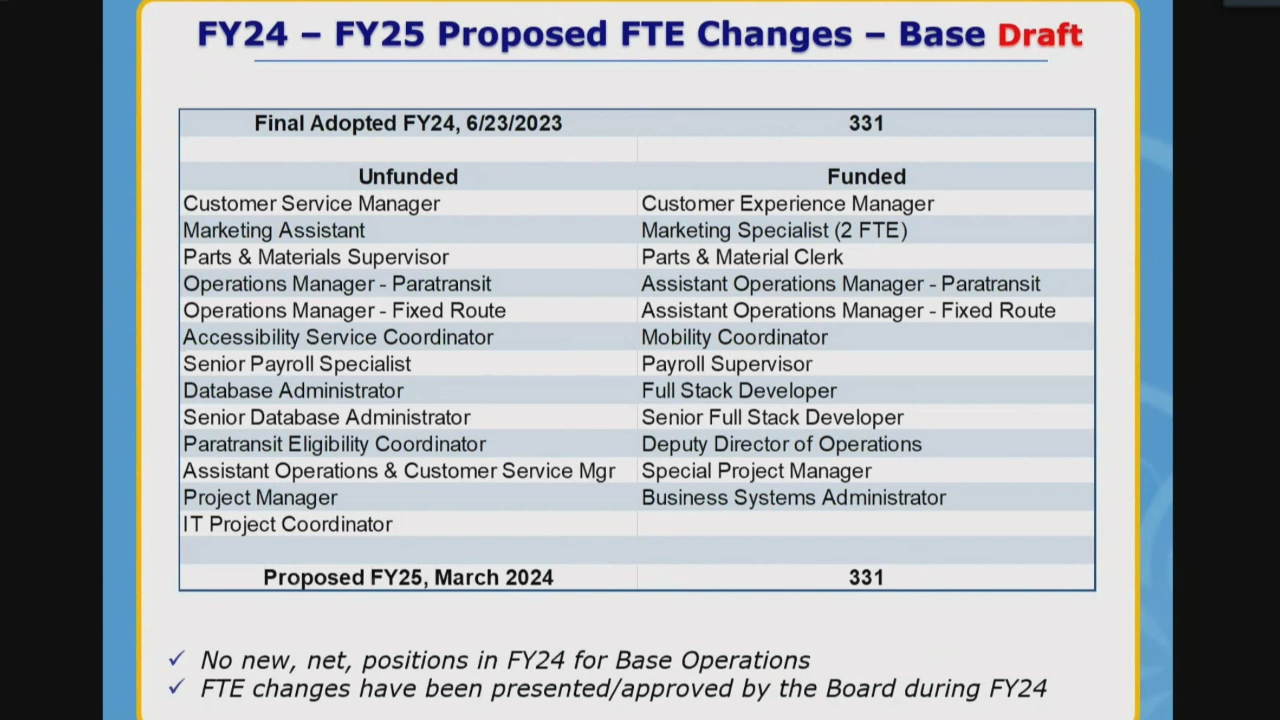 FY24 – FY25 Proposed FTE Changes – Base Draft
Final Adopted FY24, 6/23/2023 331
Unfunded Funded
Customer Service Manager Customer Experience Manager
Marketing Assistant Marketing Specialist (2 FTE)
Parts & Materials Supervisor Parts & Material Clerk
Operations Manager - Paratransit Assistant Operations Manager - Paratransit
Operations Manager - Fixed Route Assistant Operations Manager - Fixed Route
Accessibility Service Coordinator Mobility Coordinator
Senior Payroll Specialist Payroll Supervisor
Database Administrator Full Stack Developer
Senior Database Administrator Senior Full Stack Developer
Paratransit Eligibility Coordinator Deputy Director of Operations
Assistant Operations & Customer Service Mgr Special Project Manager
Project Manager Business Systems Administrator
IT Project Coordinator
Proposed FY25, March 2024 331
✓ No new, net, positions in FY24 for Base Operations
✓ FTE changes have been presented/approved by the Board during FY24